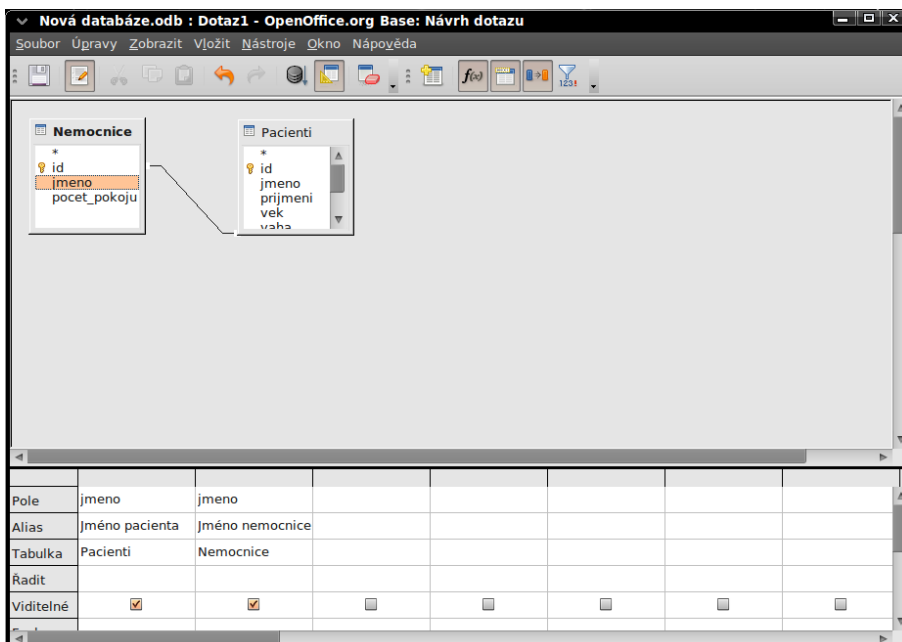 Nová databáze.odb : Dotaz1 - OpenOffice.org Base: Návrh dotazu
Soubor Úpravy Zobrazit Vložit Nástroje Okno Nápověda
f(x)
123!
Nemocnice
*
id
jmeno
pocet_pokoju
Pacienti
*
id
jmeno
prijmeni
vek
vaha
Pole jmeno jmeno
Alias Jméno pacienta Jméno nemocnice
Tabulka Pacienti Nemocnice
Řadit
Viditelné